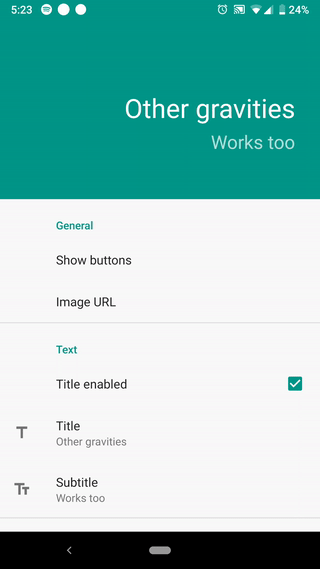 5:23
24%
Other gravities
Works too
General
Show buttons
Image URL
Text
Title enabled
Title
Other gravities
Subtitle
Works too